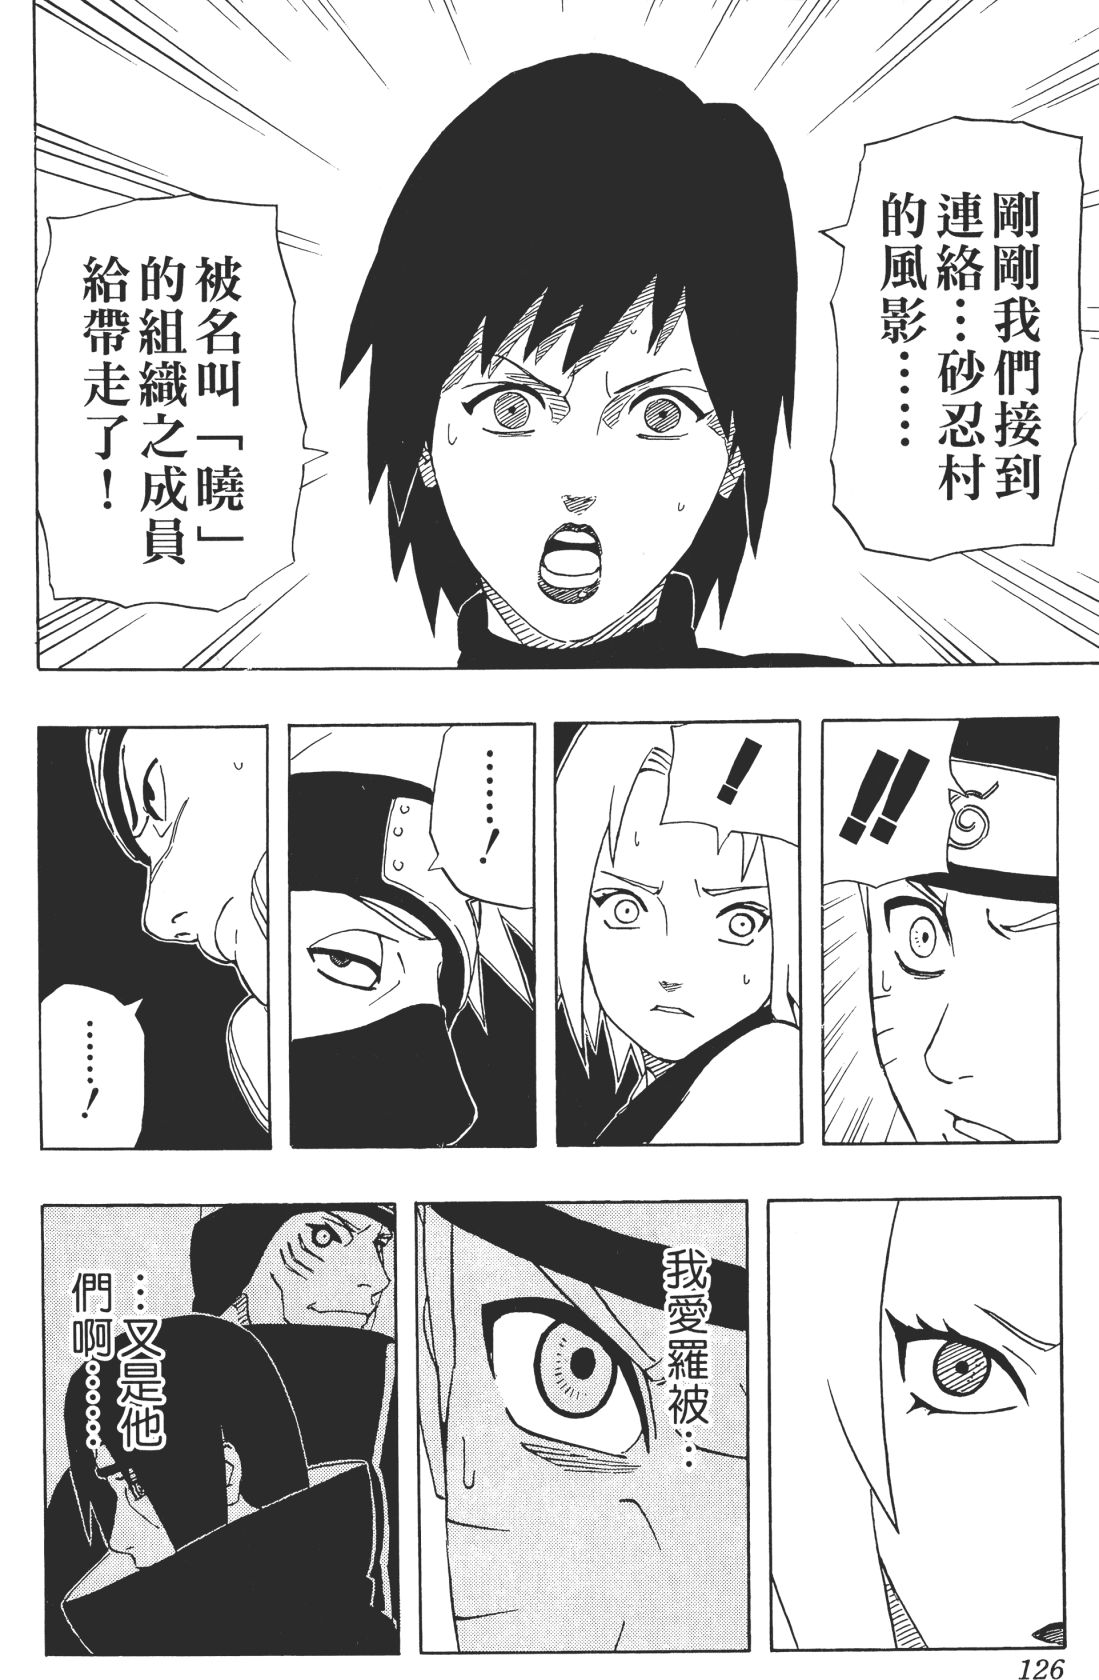 剛剛我們接到
連絡…砂忍村
的風影……
被名叫「曉」
的組織之成員
給帶走了！
!!
!
……！
……！
我愛羅被…
…又是他
們啊……
126